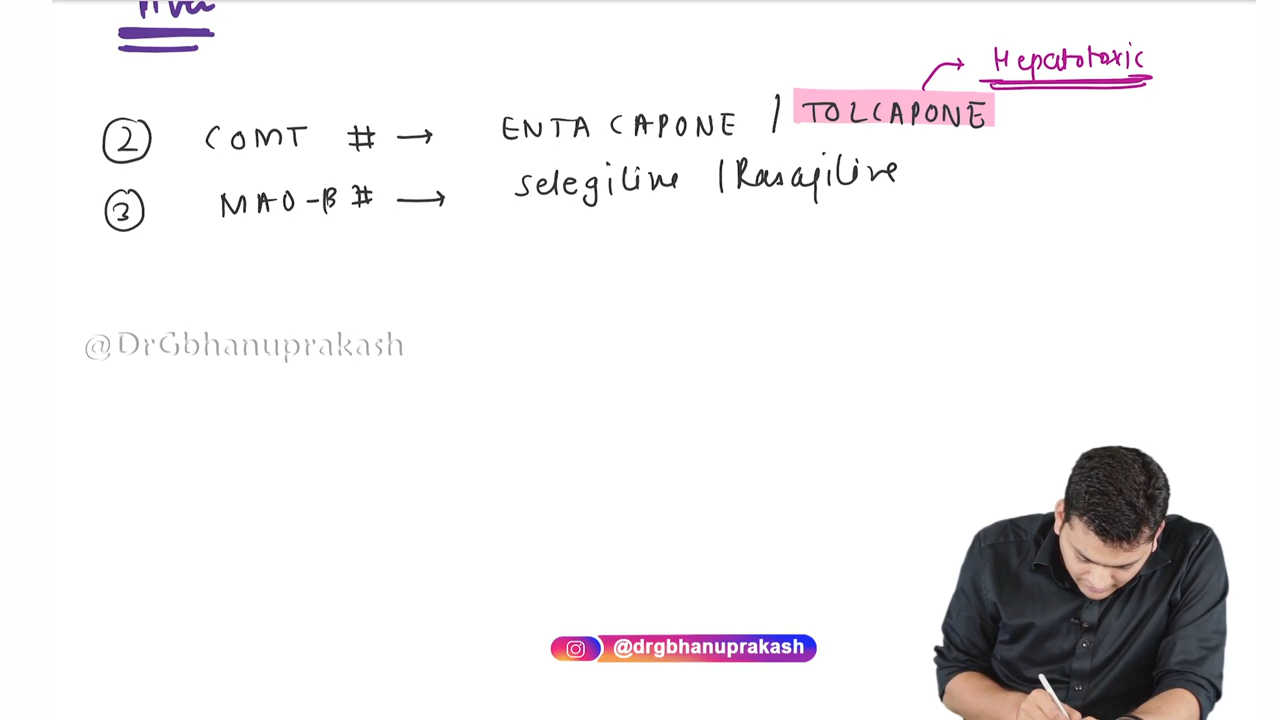 Hepatotoxic
② COMT # → ENTACAPONE / TOLCAPONE
③ MAO-B # → Selegiline / Rasagiline
@DrGbhanuprakash
@drgbhanuprakash